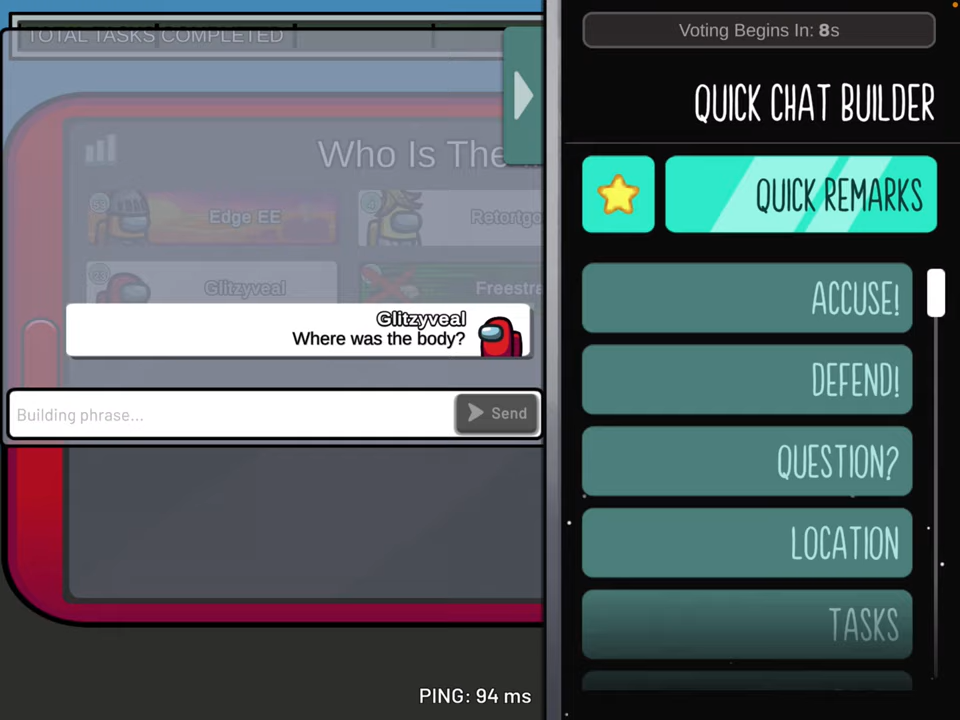 TOTAL TASKS COMPLETED
Who Is The
Edge EE
Retortgo
Glitzyveal
Freestra
Glitzyveal
Where was the body?
Building phrase...
Send
PING: 94 ms
Voting Begins In: 8s
QUICK CHAT BUILDER
QUICK REMARKS
ACCUSE!
DEFEND!
QUESTION?
LOCATION
TASKS